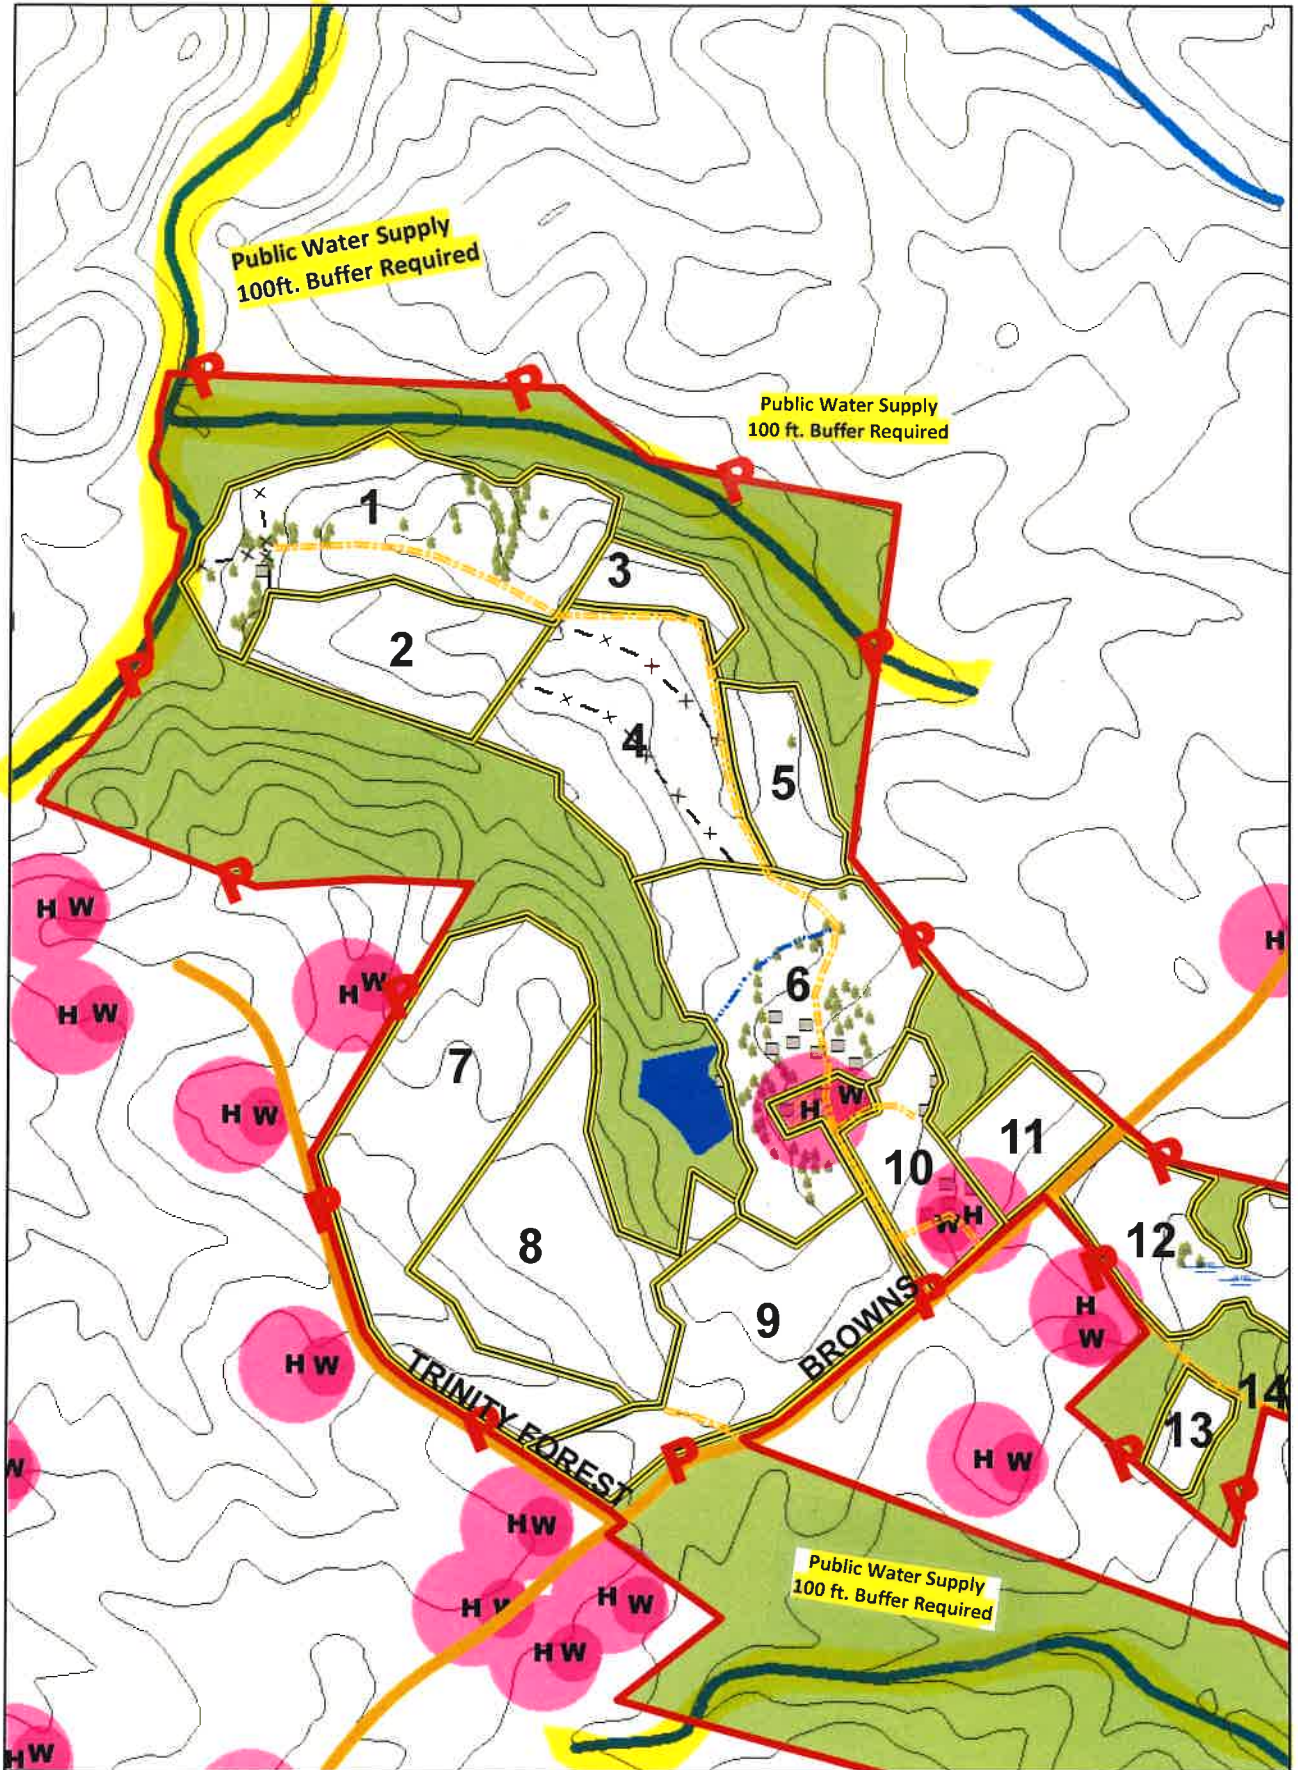 Public Water Supply
100ft. Buffer Required
P
P
Public Water Supply
100 ft. Buffer Required
P
1
3
P
2
P
4
5
P
H W
P
H
W
H
P
6
H W
7
H W
H W
11
10
P
W H
P
8
12
P
H
W
9
BROWNS
P
H W
TRINITY FOREST
14
13
P
P
H W
P
W
P
H W
Public Water Supply
100 ft. Buffer Required
H W
H W
H W
H W